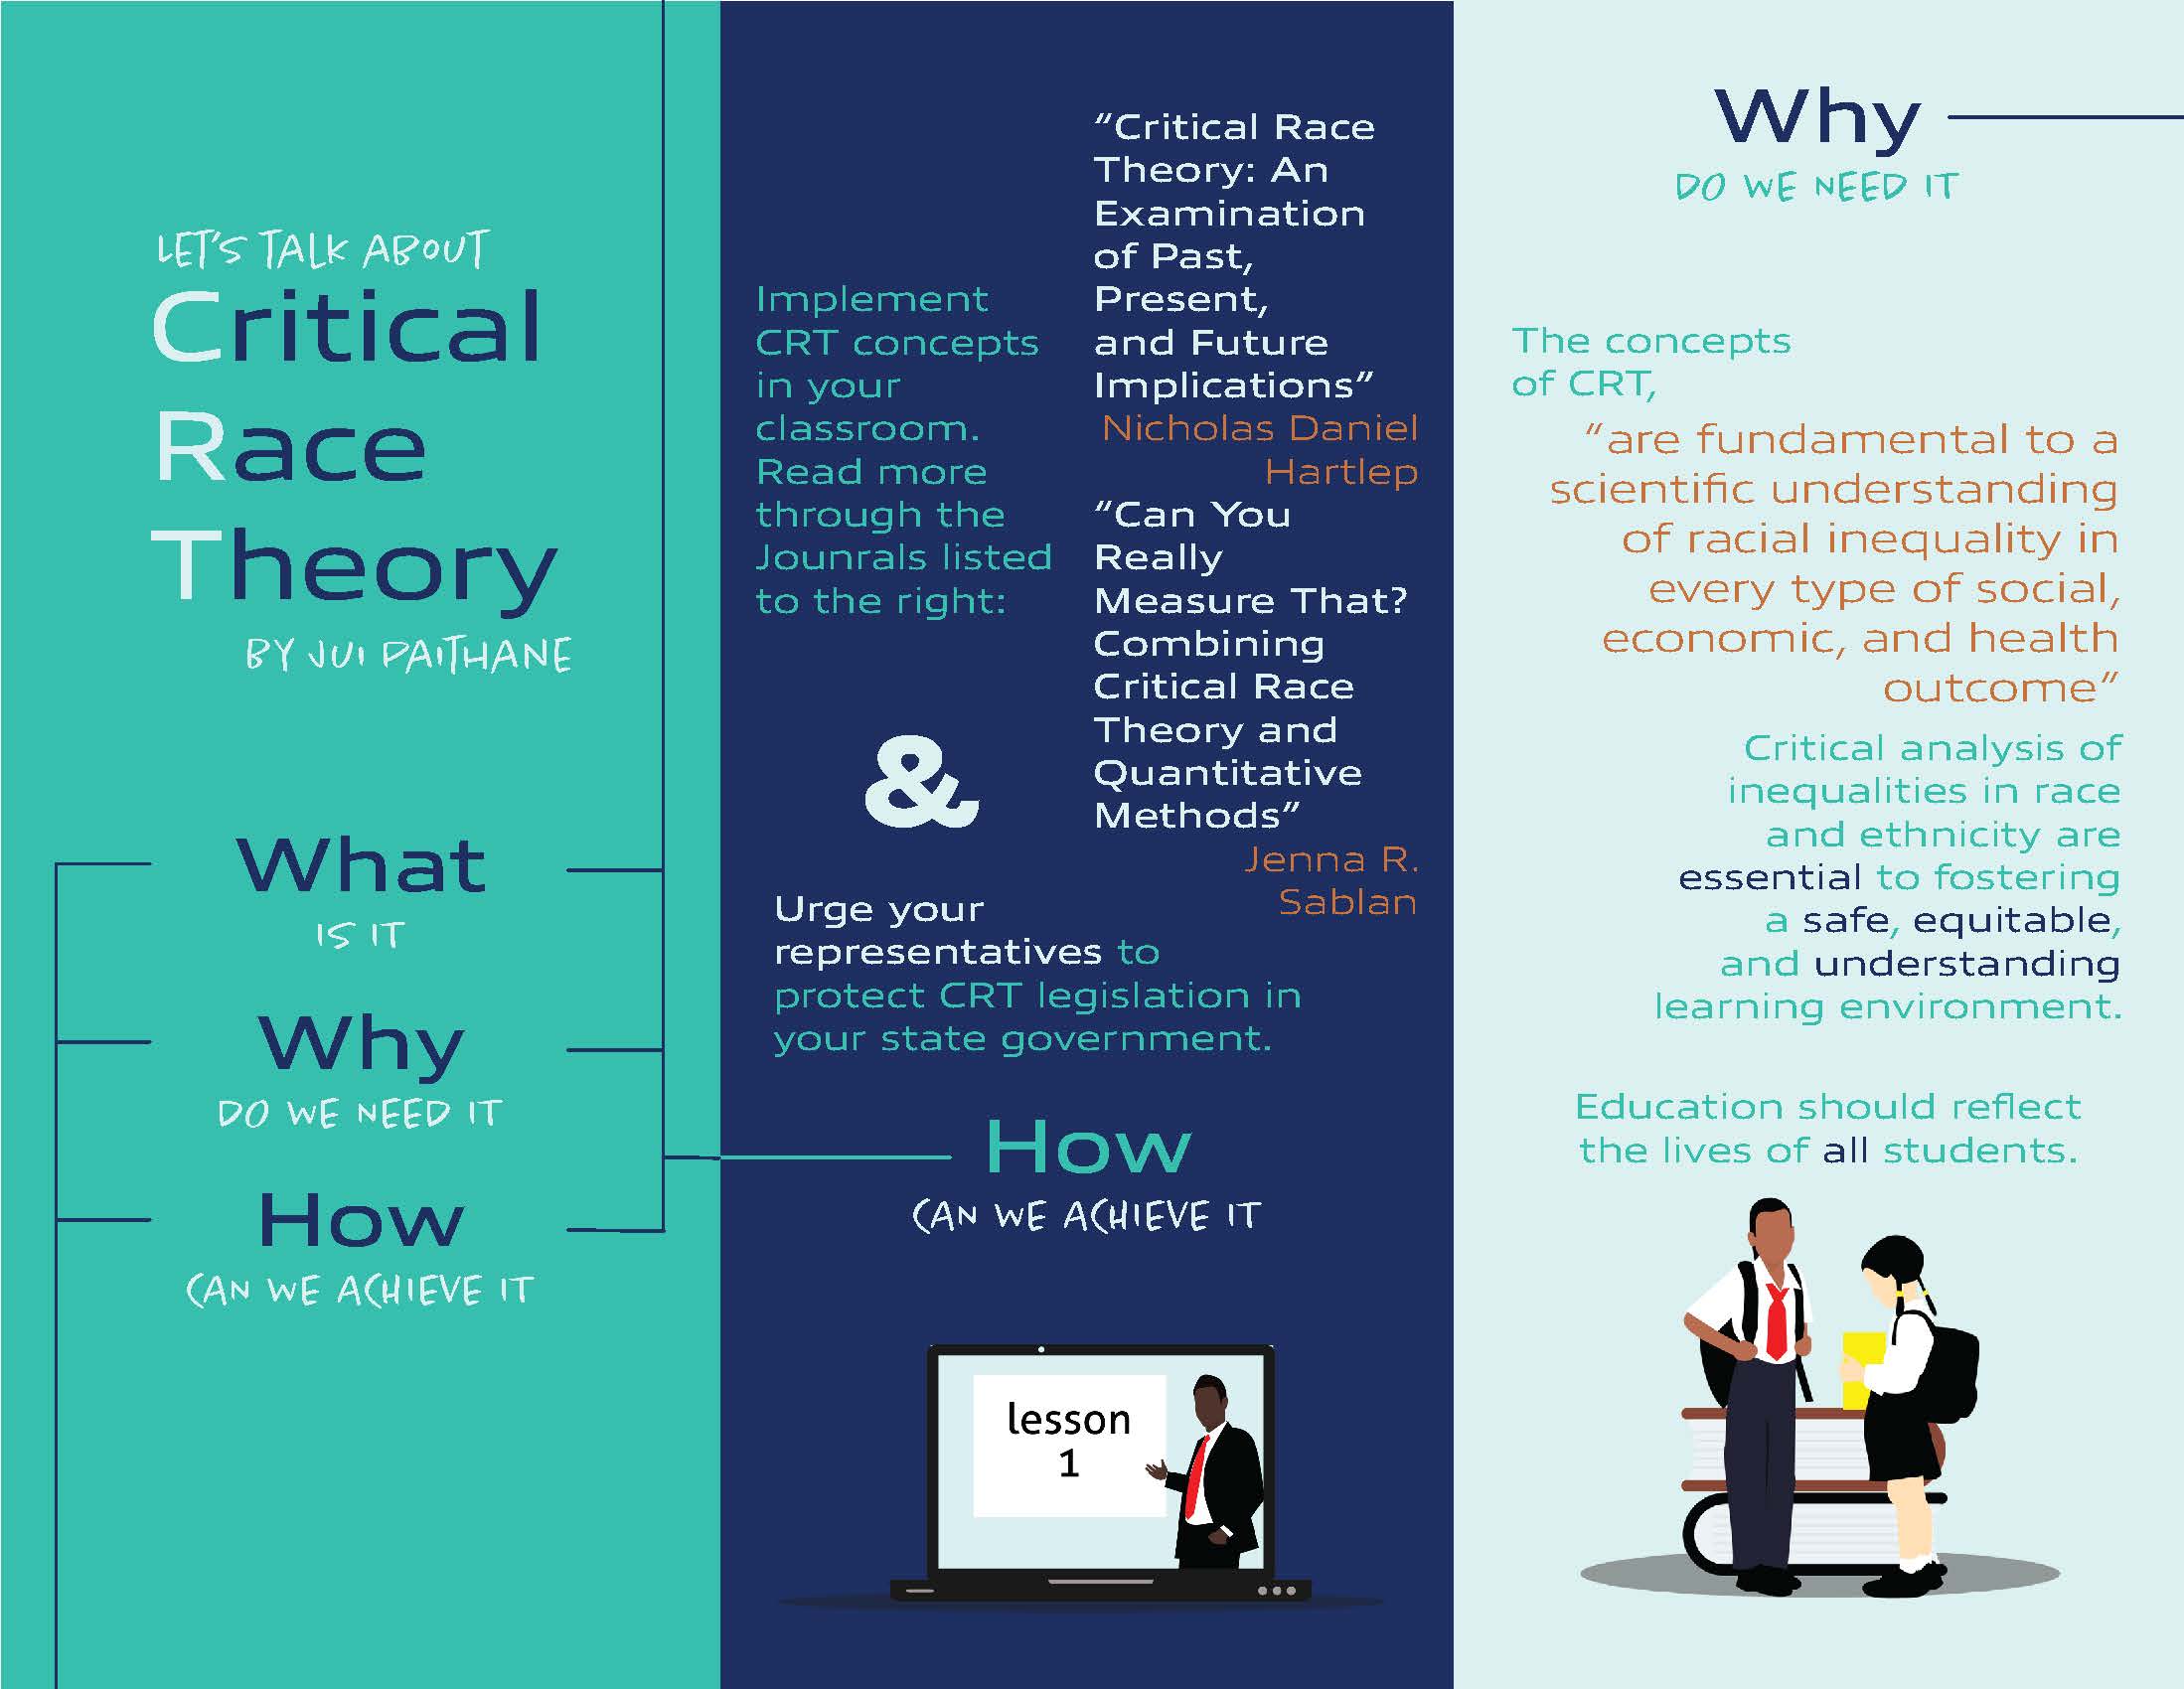 LET'S TALK ABOUT
Critical
Race
Theory
BY JUI PAITHANE
What
IS IT
Why
DO WE NEED IT
How
CAN WE ACHIEVE IT
Implement
CRT concepts
in your
classroom.
Read more
through the
Jounrals listed
to the right:
"Critical Race
Theory: An
Examination
of Past,
Present,
and Future
Implications"
Nicholas Daniel
Hartlep
"Can You
Really
Measure That?
Combining
Critical Race
Theory and
Quantitative
Methods"
Jenna R.
Sablan
&
Urge your
representatives to
protect CRT legislation in
your state government.
How
CAN WE ACHIEVE IT
lesson
1
Why
DO WE NEED IT
The concepts
of CRT,
"are fundamental to a
scientific understanding
of racial inequality in
every type of social,
economic, and health
outcome"
Critical analysis of
inequalities in race
and ethnicity are
essential to fostering
a safe, equitable,
and understanding
learning environment.
Education should reflect
the lives of all students.